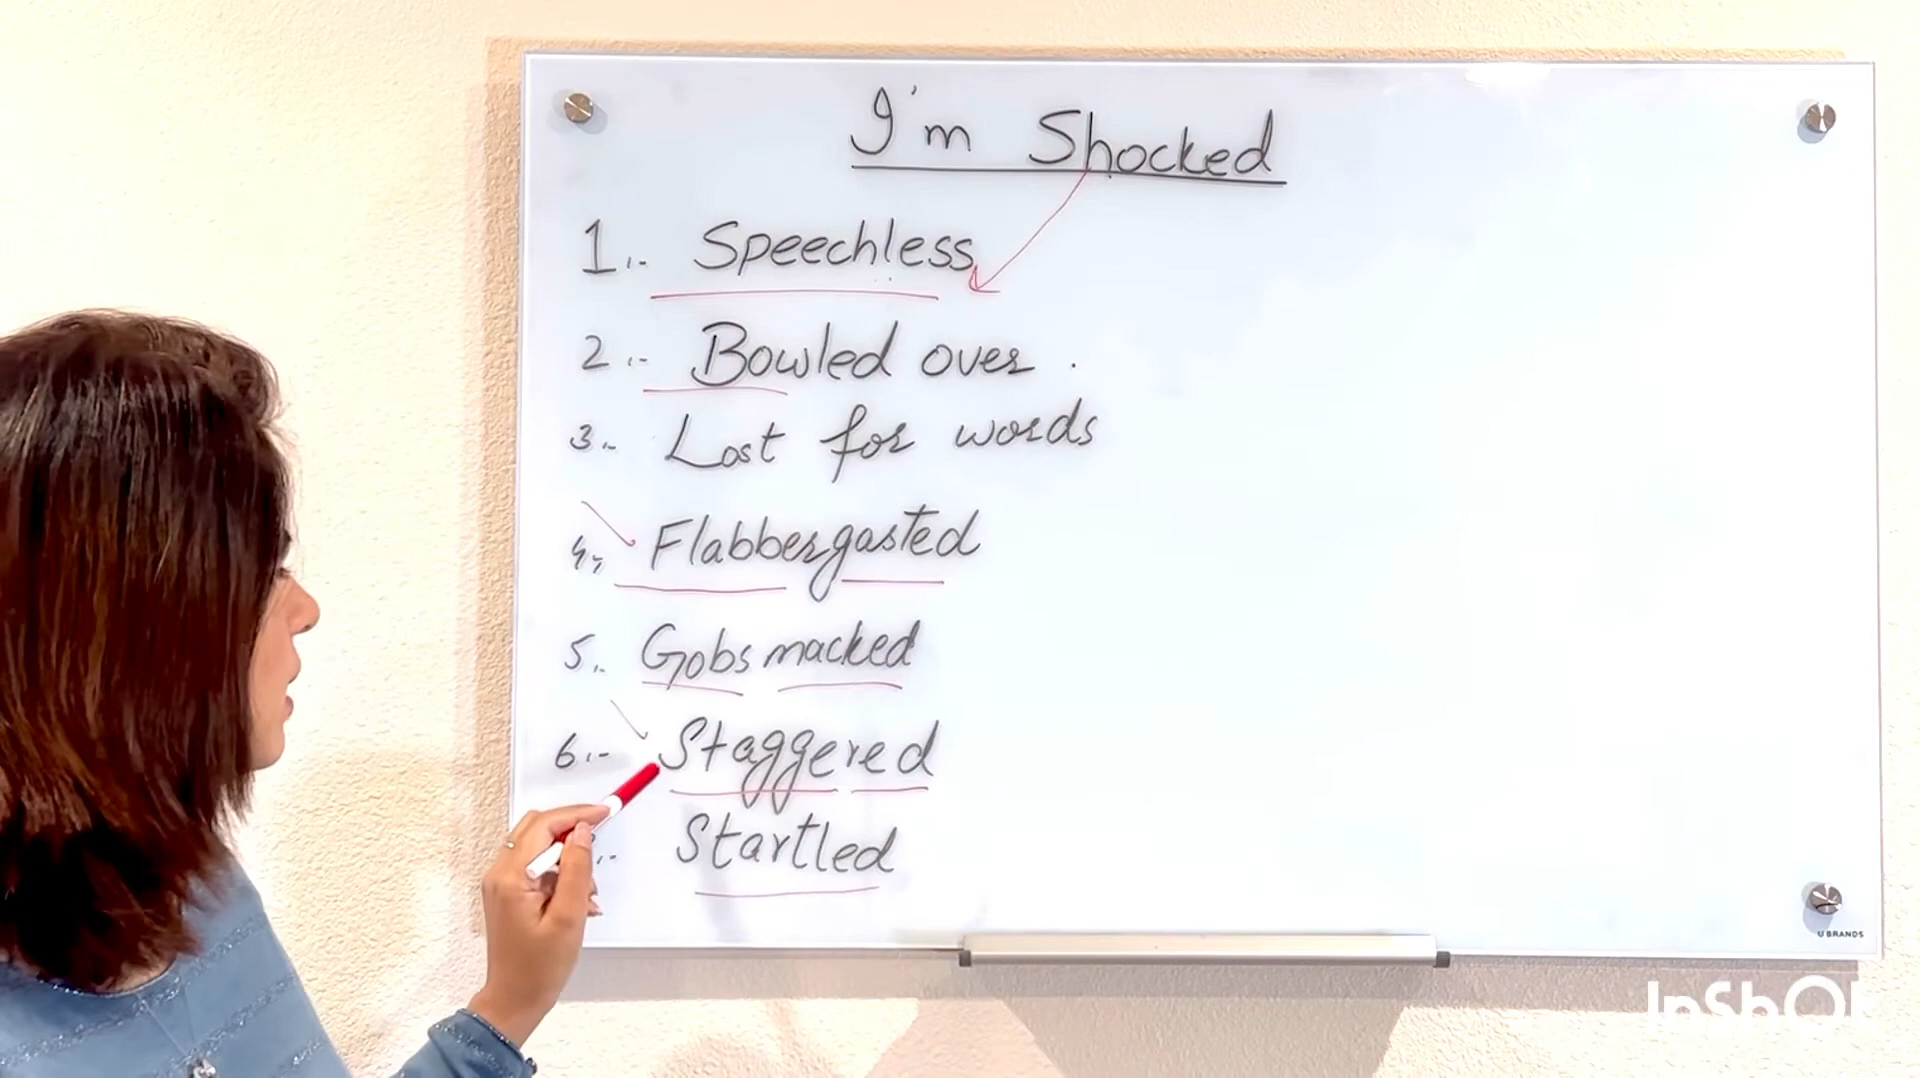 I'm Shocked
1.- Speechless
2.- Bowled over.
3.- Lost for words
4.- Flabbergasted
5.- Gobsmacked
6.- Staggered
Startled
U BRANDS
InShOt